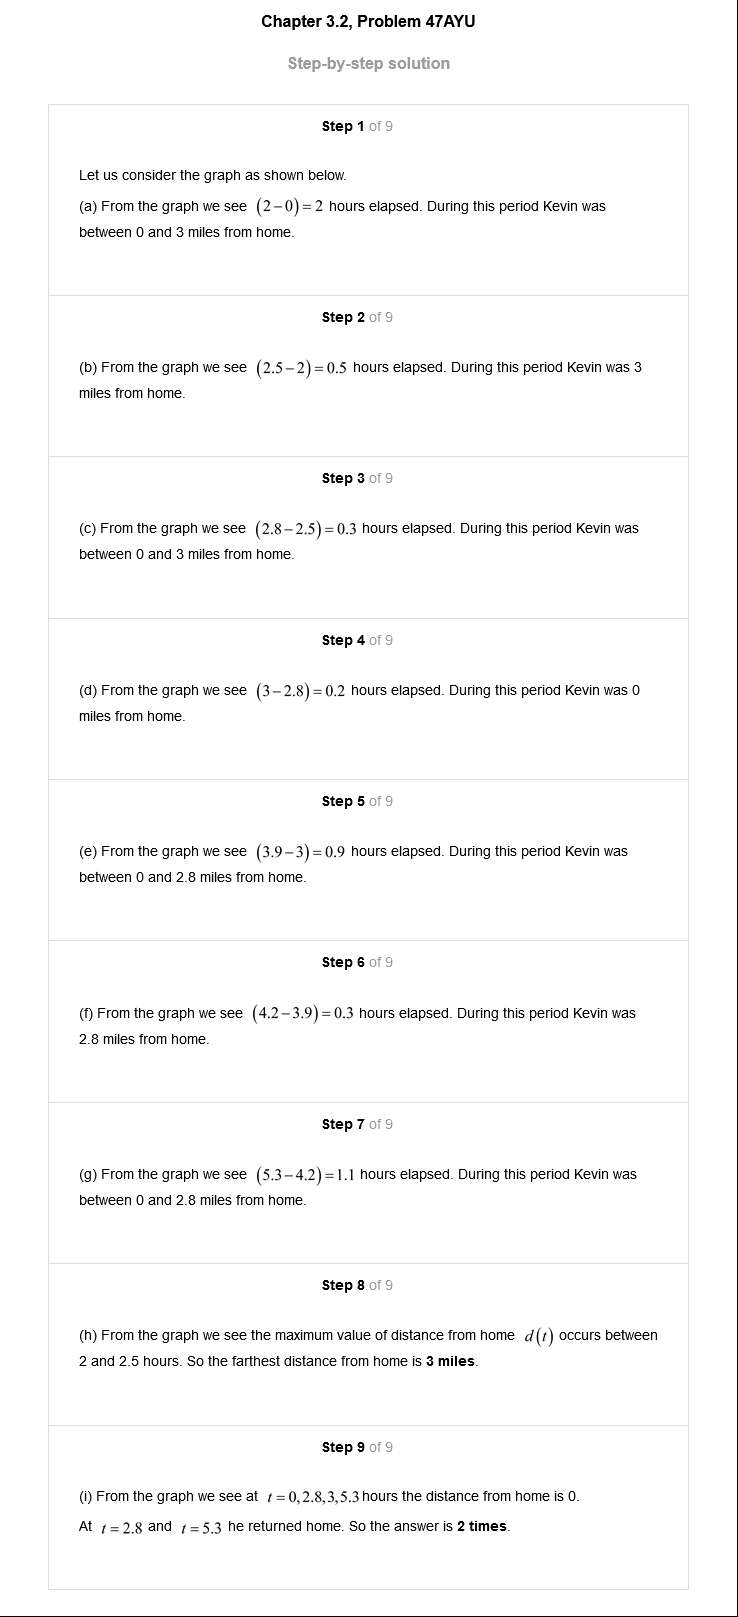 Chapter 3.2, Problem 47AYU
Step-by-step solution
Step 1 of 9
Let us consider the graph as shown below.
(a) From the graph we see (2−0)=2 hours elapsed. During this period Kevin was
between 0 and 3 miles from home.
Step 2 of 9
(b) From the graph we see (2.5−2)=0.5 hours elapsed. During this period Kevin was 3
miles from home.
Step 3 of 9
(c) From the graph we see (2.8−2.5)=0.3 hours elapsed. During this period Kevin was
between 0 and 3 miles from home.
Step 4 of 9
(d) From the graph we see (3−2.8)=0.2 hours elapsed. During this period Kevin was 0
miles from home.
Step 5 of 9
(e) From the graph we see (3.9−3)=0.9 hours elapsed. During this period Kevin was
between 0 and 2.8 miles from home.
Step 6 of 9
(f) From the graph we see (4.2−3.9)=0.3 hours elapsed. During this period Kevin was
2.8 miles from home.
Step 7 of 9
(g) From the graph we see (5.3−4.2)=1.1 hours elapsed. During this period Kevin was
between 0 and 2.8 miles from home.
Step 8 of 9
(h) From the graph we see the maximum value of distance from home d(t) occurs between
2 and 2.5 hours. So the farthest distance from home is 3 miles.
Step 9 of 9
(i) From the graph we see at t=0,2.8,3,5.3 hours the distance from home is 0.
At t=2.8 and t=5.3 he returned home. So the answer is 2 times.